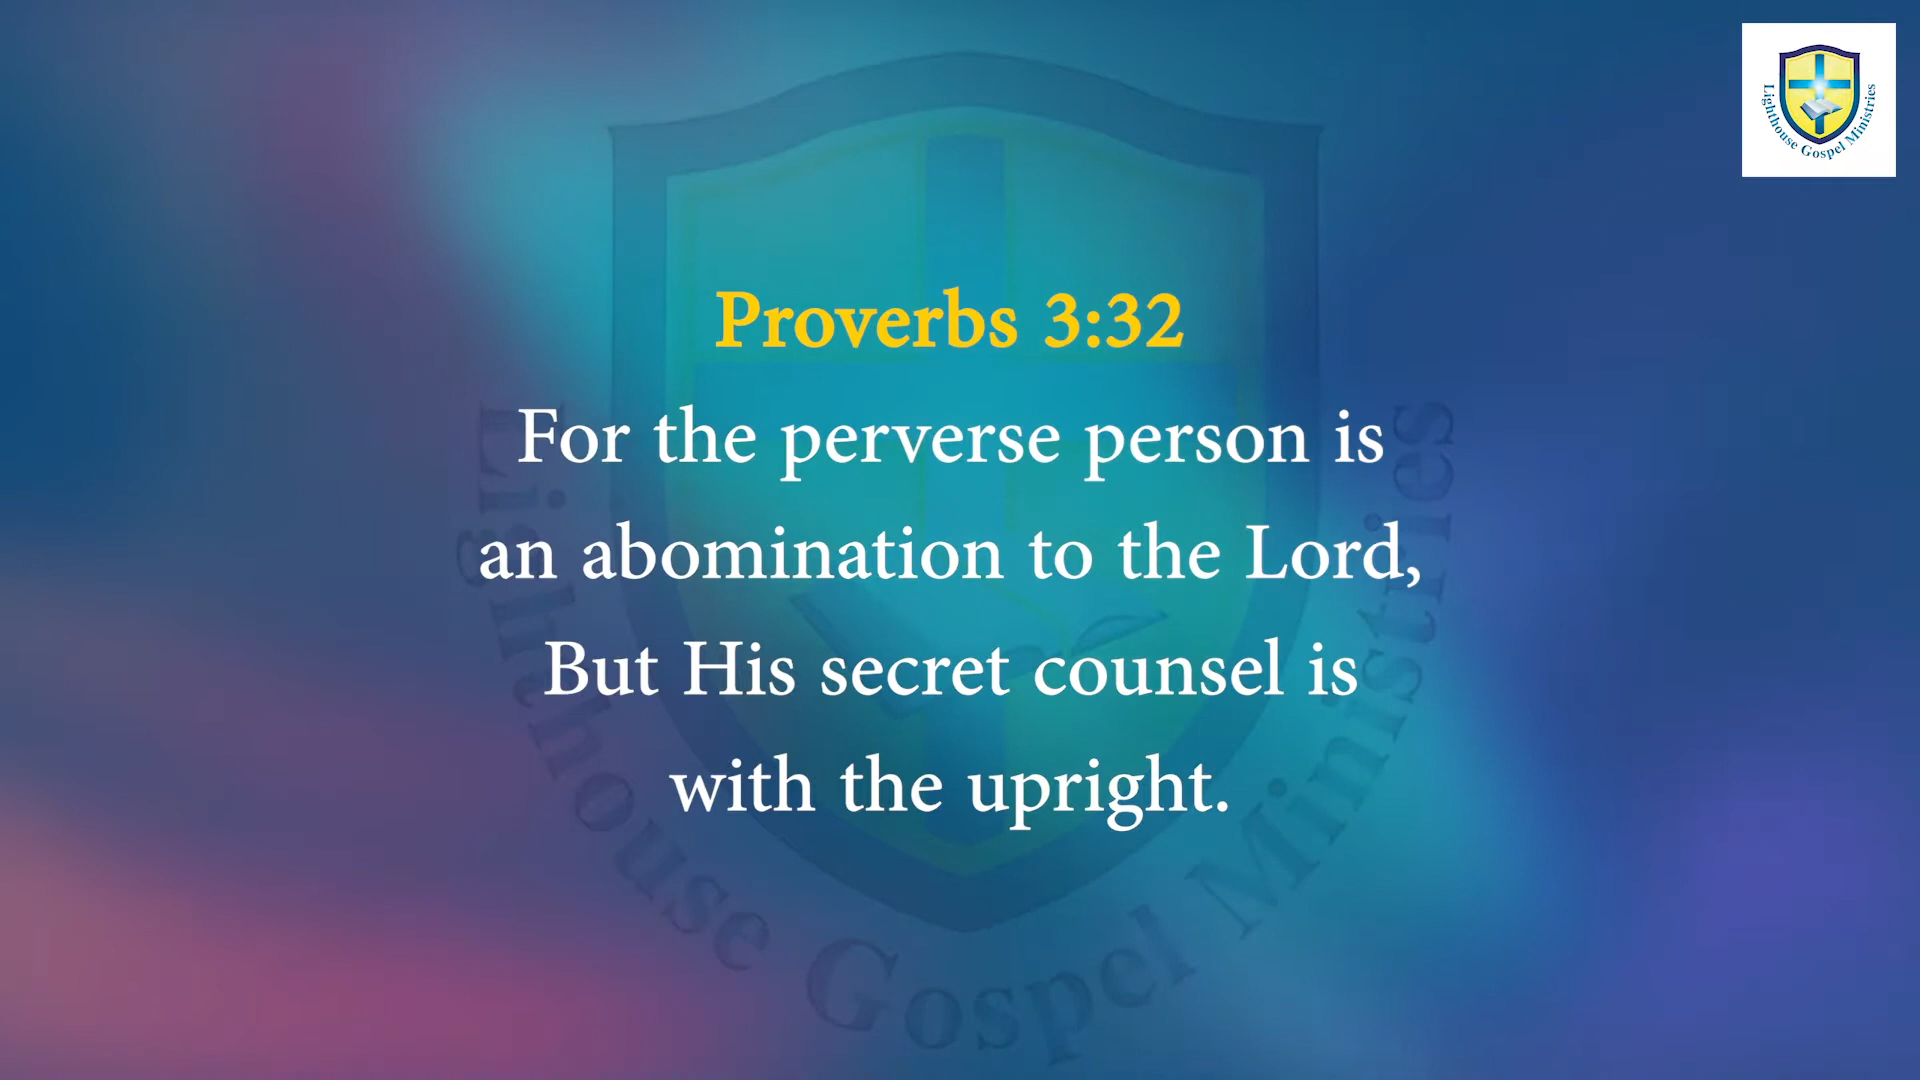 Lighthouse Gospel Ministries
Proverbs 3:32
For the perverse person is
an abomination to the Lord,
But His secret counsel is
with the upright.
Lighthouse Gospel Ministries